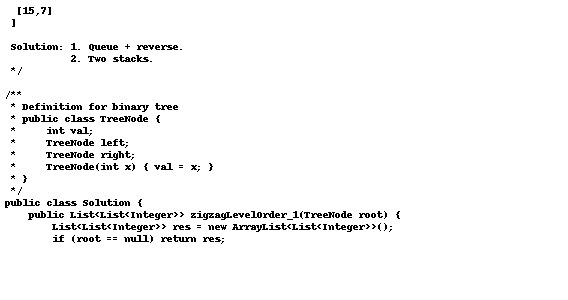 [15,7]
 ]

 Solution: 1. Queue + reverse.
           2. Two stacks.
 */

/**
 * Definition for binary tree
 * public class TreeNode {
 *     int val;
 *     TreeNode left;
 *     TreeNode right;
 *     TreeNode(int x) { val = x; }
 * }
 */
public class Solution {
    public List<List<Integer>> zigzagLevelOrder_1(TreeNode root) {
        List<List<Integer>> res = new ArrayList<List<Integer>>();
        if (root == null) return res;